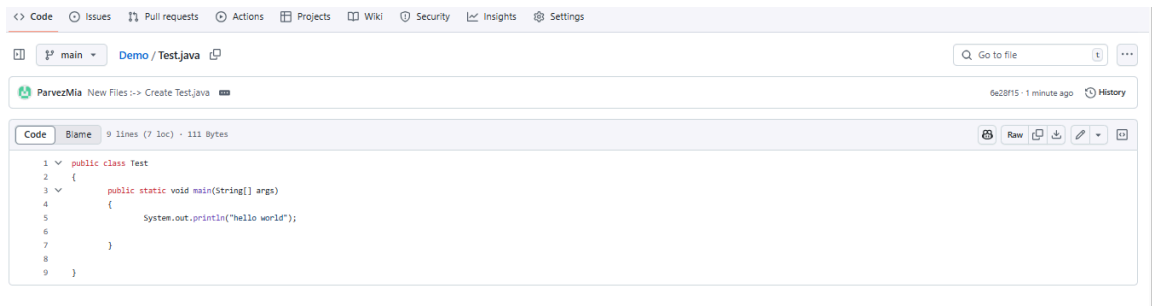 Code Issues Pull requests Actions Projects Wiki Security Insights Settings
main Demo / Test.java Go to file t
ParvezMia New Files :-> Create Test.java 6e28f15 · 1 minute ago History
Code Blame 9 lines (7 loc) · 111 Bytes Raw
1 public class Test
2 {
3 public static void main(String[] args)
4 {
5 System.out.println("hello world");
6
7 }
8
9 }